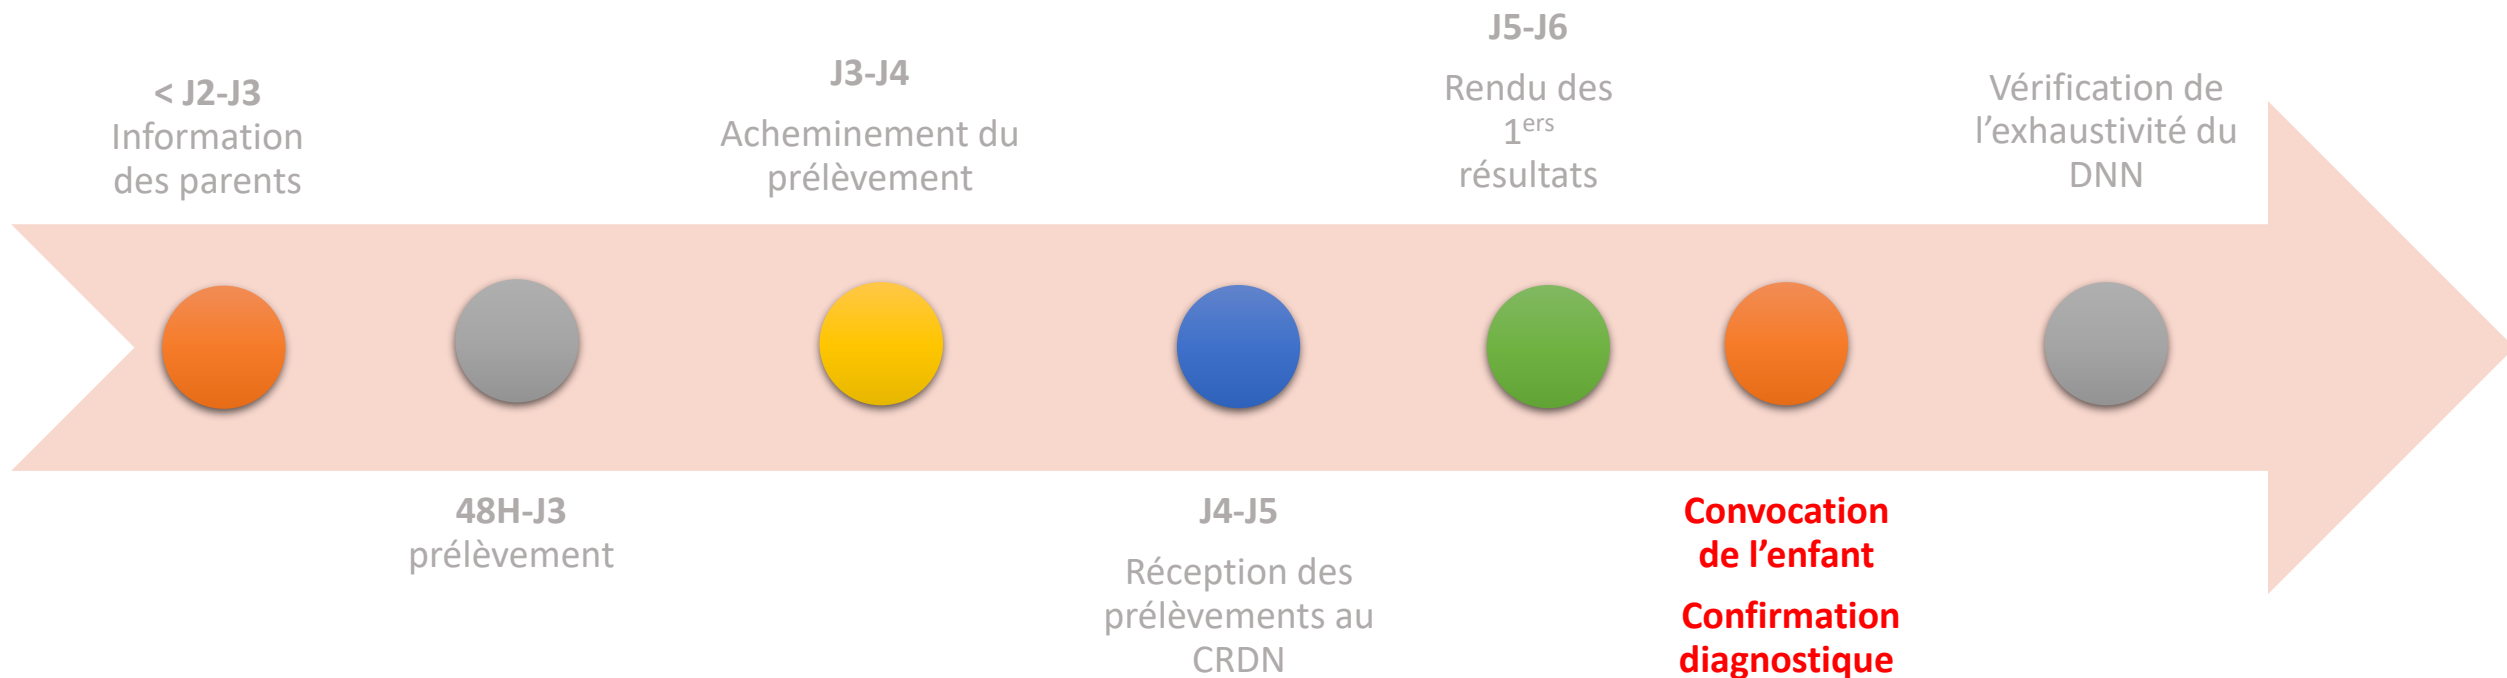 < J2-J3
Information
des parents
48H-J3
prélèvement
J3-J4
Acheminement du
prélèvement
J4-J5
Réception des
prélèvements au
CRDN
J5-J6
Rendu des
1ers
résultats
Convocation
de l’enfant
Confirmation
diagnostique
Vérification de
l’exhaustivité du
DNN